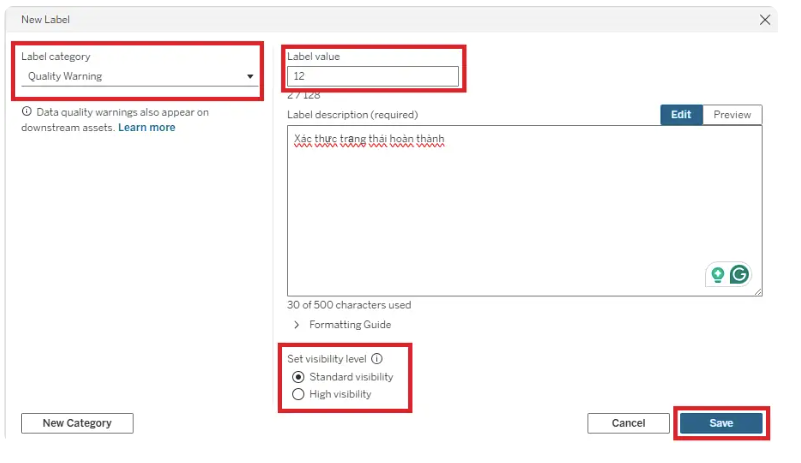 New Label
Label category
Quality Warning
Data quality warnings also appear on
downstream assets. Learn more
Label value
12
2 / 128
Label description (required)
Edit
Preview
Xác thực trạng thái hoàn thành
30 of 500 characters used
Formatting Guide
Set visibility level
Standard visibility
High visibility
New Category
Cancel
Save